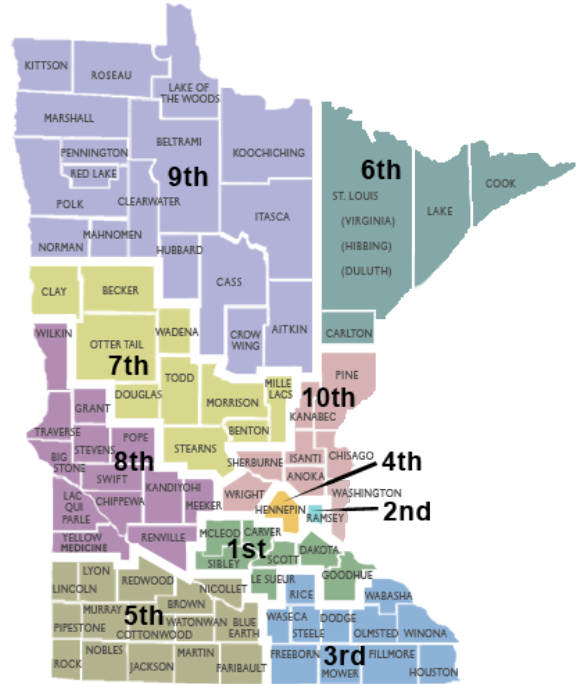 KITTSON
ROSEAU
LAKE OF
THE WOODS
MARSHALL
BELTRAMI
KOOCHICHING
PENNINGTON
RED LAKE
9th
POLK
CLEARWATER
ITASCA
MAHNOMEN
NORMAN
HUBBARD
CASS
CROW
WING
AITKIN
6th
ST. LOUIS
(VIRGINIA)
(HIBBING)
(DULUTH)
LAKE
COOK
CARLTON
CLAY
BECKER
WADENA
OTTER TAIL
7th
TODD
DOUGLAS
MORRISON
MILLE
LACS
BENTON
STEARNS
PINE
10th
KANABEC
SHERBURNE
ISANTI
CHISAGO
ANOKA
WRIGHT
WASHINGTON
4th
HENNEPIN
RAMSEY
2nd
WILKIN
GRANT
TRAVERSE
STEVENS
POPE
8th
BIG
STONE
SWIFT
KANDIYOHI
LAC
QUI
PARLE
CHIPPEWA
MEEKER
YELLOW
MEDICINE
RENVILLE
MCLEOD
CARVER
1st
SIBLEY
SCOTT
DAKOTA
LE SUEUR
GOODHUE
LYON
LINCOLN
REDWOOD
NICOLLET
BROWN
MURRAY
5th
WATONWAN
BLUE
EARTH
PIPESTONE
COTTONWOOD
ROCK
NOBLES
JACKSON
MARTIN
FARIBAULT
RICE
WABASHA
WASECA
STEELE
DODGE
OLMSTED
WINONA
FREEBORN
3rd
MOWER
FILLMORE
HOUSTON